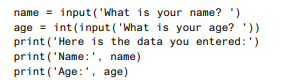 name = input('What is your name? ')
age = int(input('What is your age? '))
print('Here is the data you entered:')
print('Name:', name)
print('Age:', age)